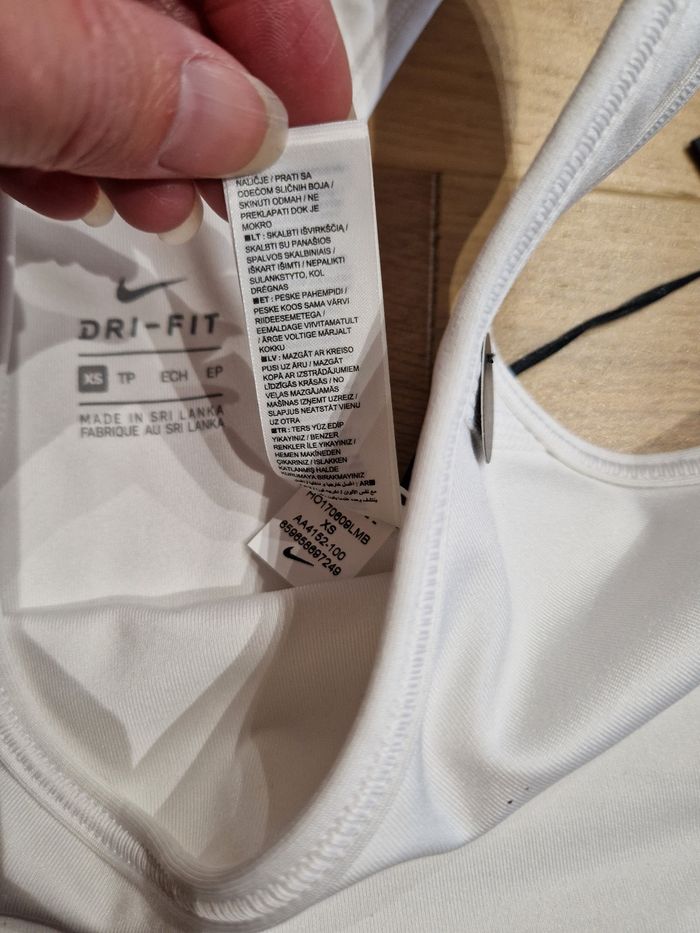 DRI-FIT
XS TP ECH EP
MADE IN SRI LANKA
FABRIQUE AU SRI LANKA
NALIČJE / PRATI SA
ODEĆOM SLIČNIH BOJA /
SKINUTI ODMAH / NE
PREKLAPATI DOK JE
MOKRO
■LT : SKALBTI IŠVIRKŠČIĄ /
SKALBTI SU PANAŠIOS
SPALVOS SKALBINIAIS /
IŠKART IŠIMTI / NEPALIKTI
SULANKSTYTO, KOL
DRĖGNAS
■ET : PESKE PAHEMPIDI /
PESKE KOOS SAMA VÄRVI
RIIDEESEMETEGA /
EEMALDAGE VIIVITAMATULT
/ ÄRGE VOLTIGE MÄRJALT
KOKKU
■LV : MAZGĀT AR KREISO
PUSI UZ ĀRU / MAZGĀT
KOPĀ AR IZSTRĀDĀJUMIEM
LĪDZĪGĀS KRĀSĀS / NO
VEĻAS MAZGĀJAMĀS
MAŠĪNAS IZŅEMT UZREIZ /
SLAPJUS NEATSTĀT VIENU
UZ OTRA
■TR : TERS YÜZ EDİP
YIKAYINIZ / BENZER
RENKLER İLE YIKAYINIZ /
HEMEN MAKİNEDEN
ÇIKARINIZ / ISLAKKEN
KATLANMIŞ HALDE
KURUMAYA BIRAKMAYINIZ
HO170609LMB
XS
AA4152-100
659658697249